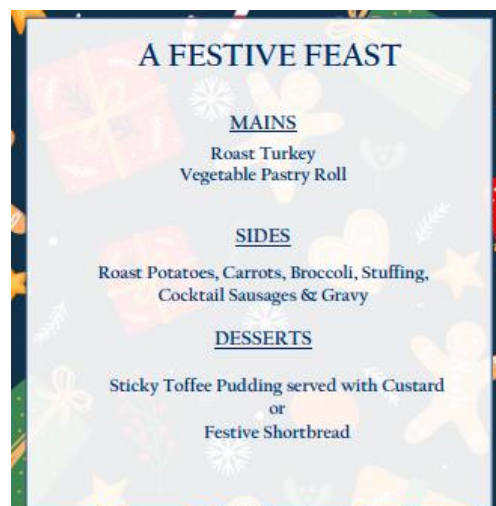 A FESTIVE FEAST
MAINS
Roast Turkey
Vegetable Pastry Roll
SIDES
Roast Potatoes, Carrots, Broccoli, Stuffing,
Cocktail Sausages & Gravy
DESSERTS
Sticky Toffee Pudding served with Custard
or
Festive Shortbread